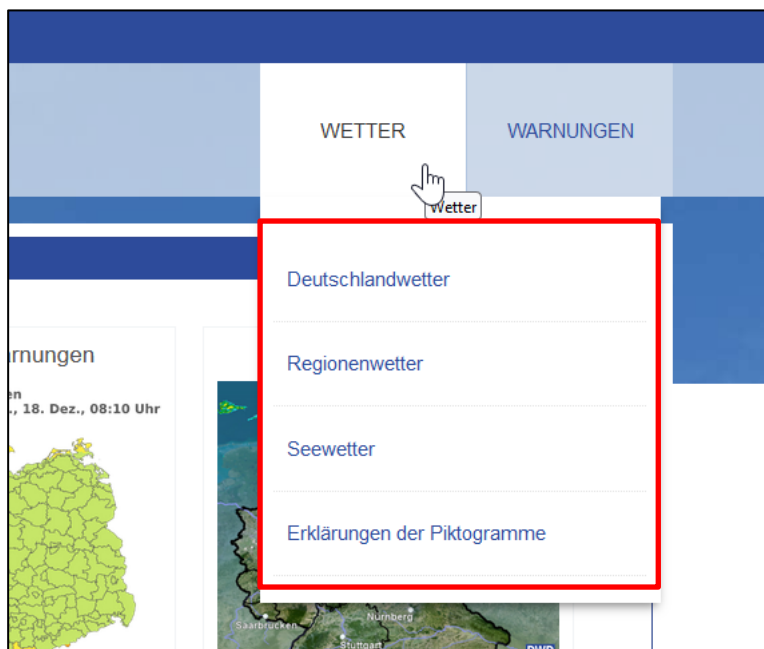 WETTER
WARNUNGEN
Wetter
Deutschlandwetter
rnungen
en
., 18. Dez., 08:10 Uhr
Regionenwetter
Seewetter
Erklärungen der Piktogramme
Saarbrücken
Nürnberg
Stuttgart
DWD